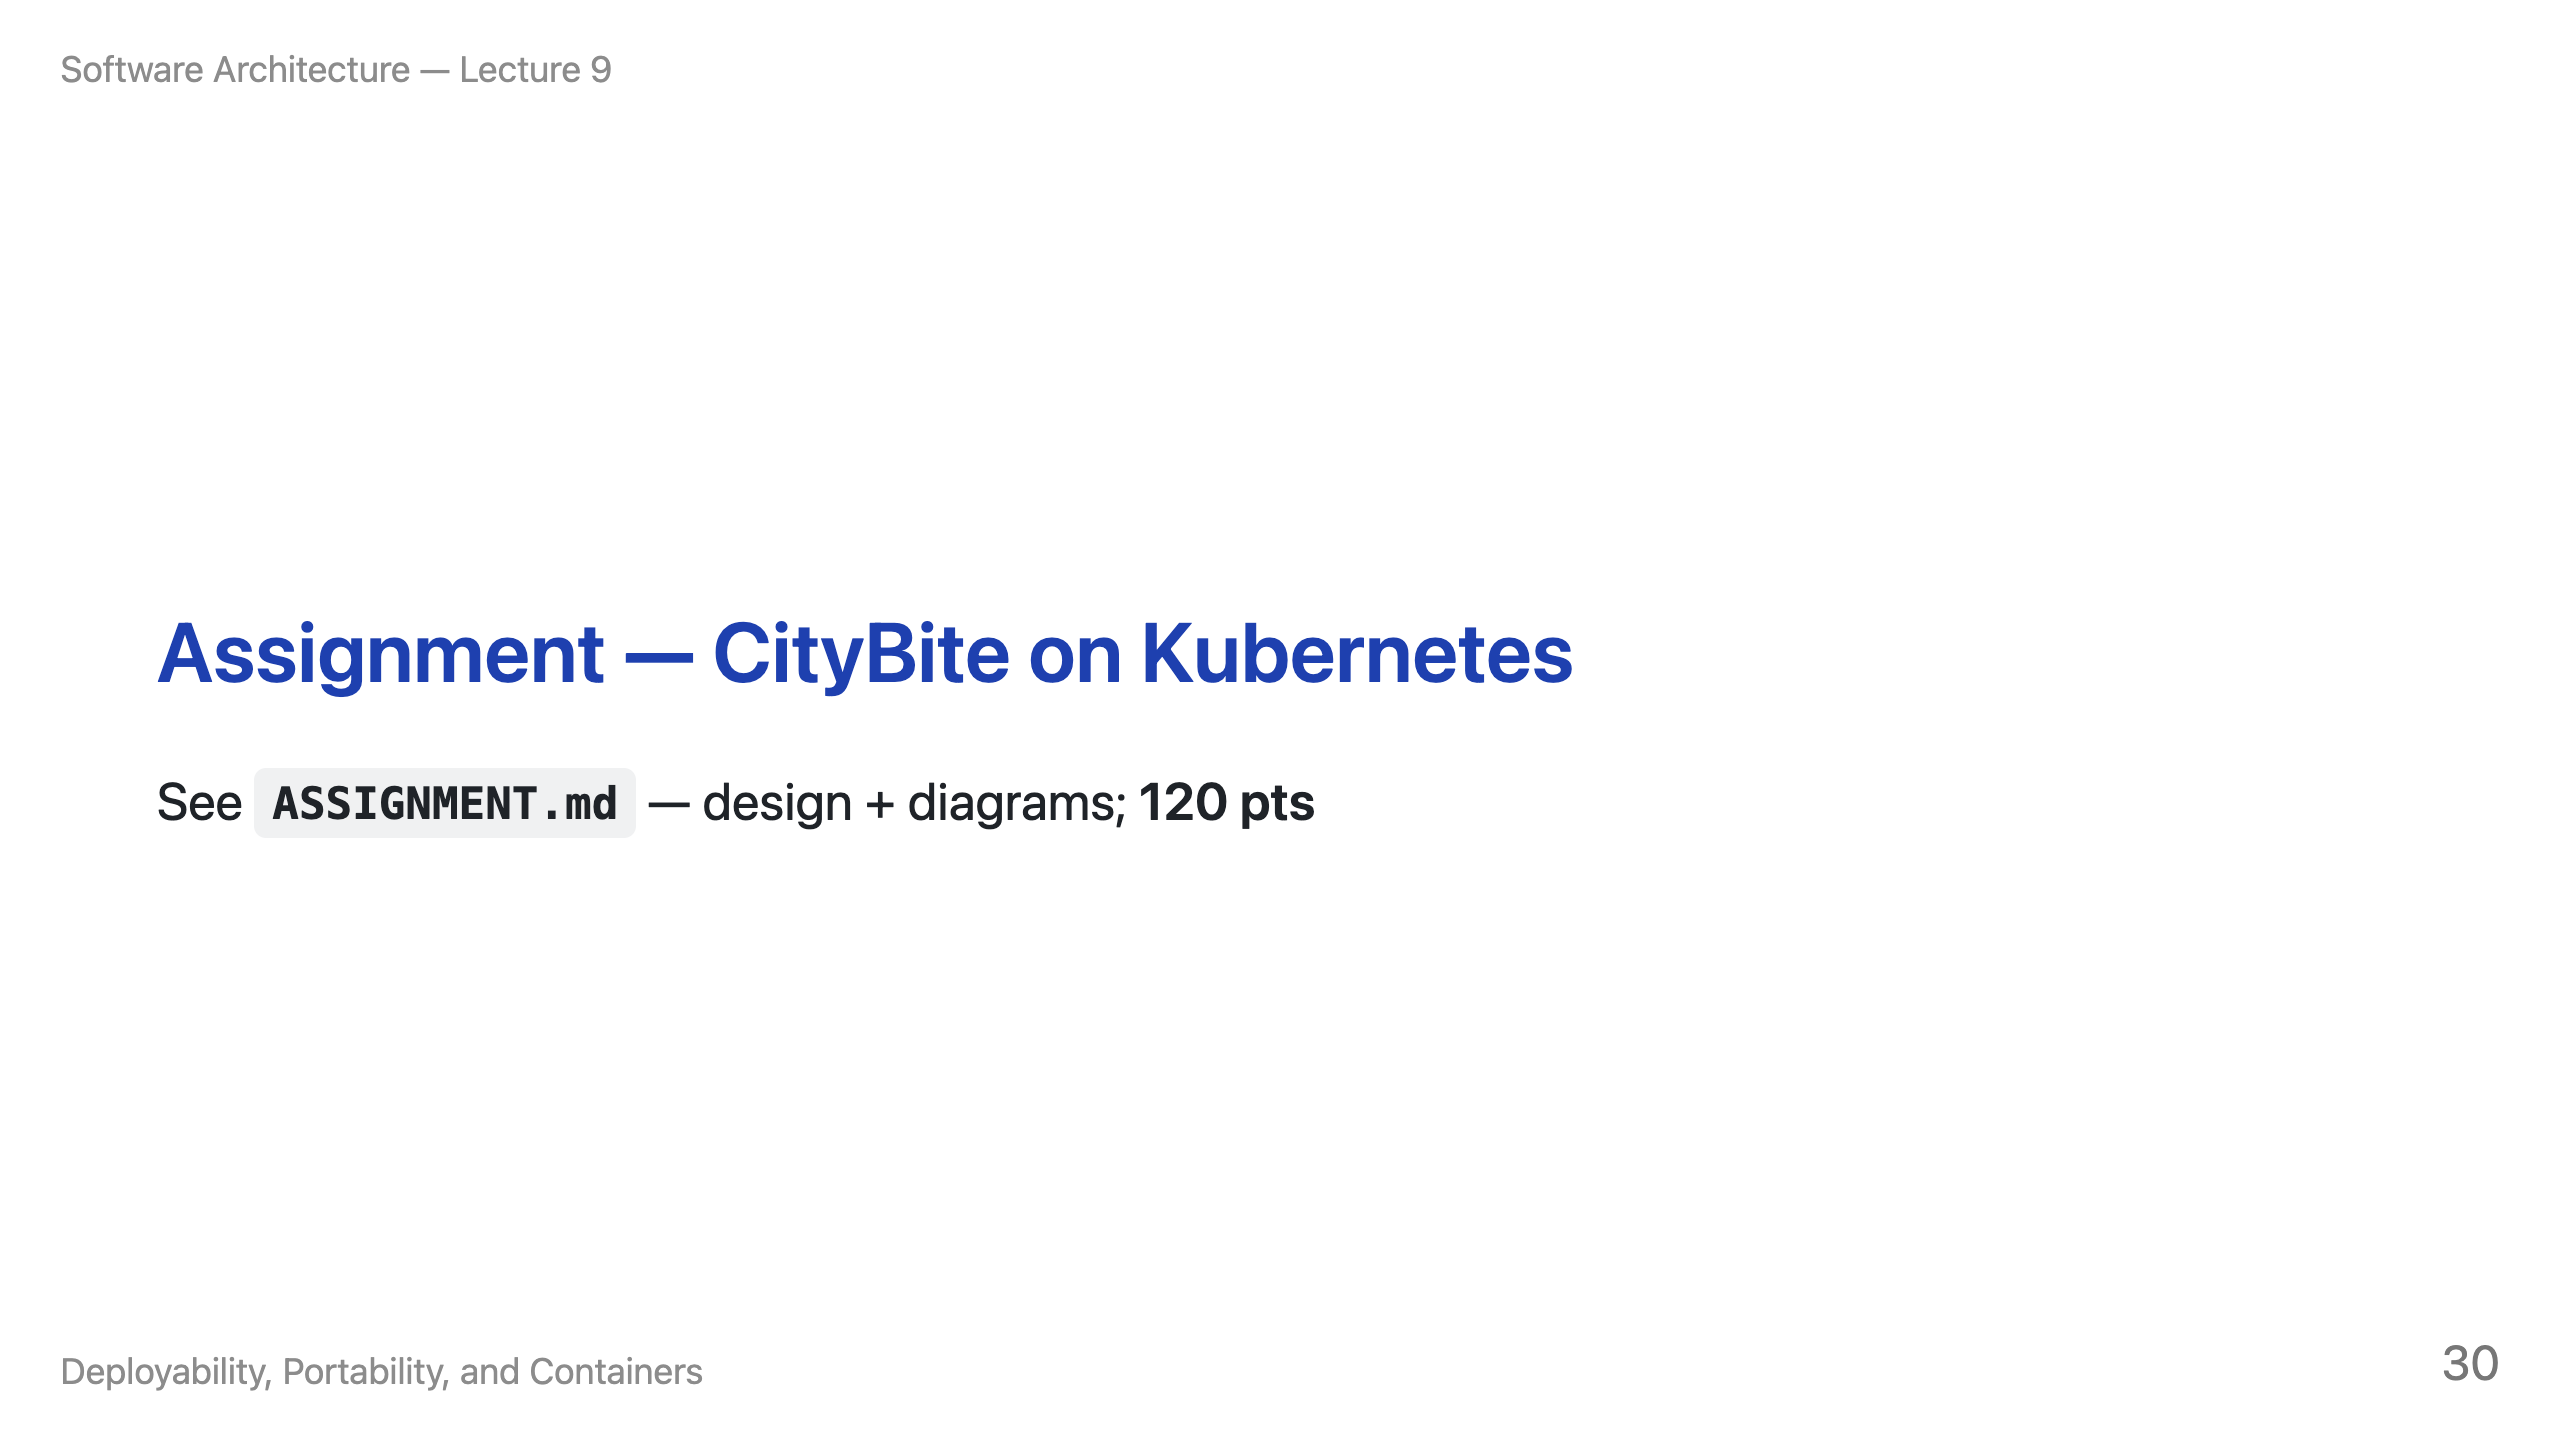 Software Architecture — Lecture 9
Assignment — CityBite on Kubernetes
See ASSIGNMENT.md — design + diagrams; 120 pts
Deployability, Portability, and Containers
30